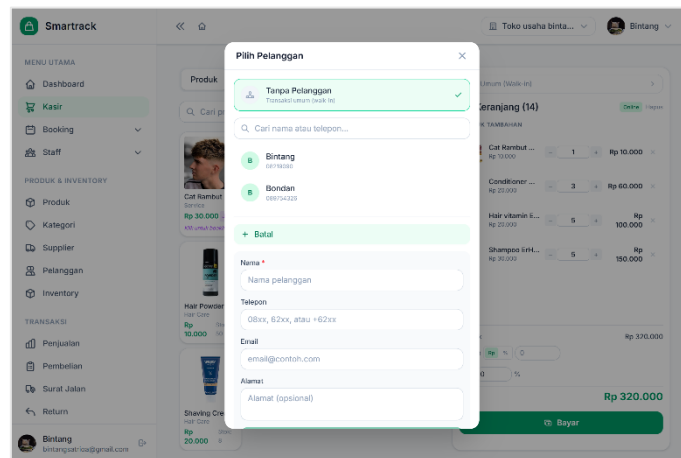 Smartrack
Toko usaha binta...
Bintang
MENU UTAMA
Dashboard
Kasir
Booking
Staff
PRODUK & INVENTORY
Produk
Kategori
Supplier
Pelanggan
Inventory
TRANSAKSI
Penjualan
Pembelian
Surat Jalan
Return
Bintang
bintangsatrioa@gmail.com
Produk
Cari p
Cat Rambut
Service
Rp 30.000
Hair Powder
Hair Care
Rp
10.000
Shaving Cre
Hair Care
Rp
20.000
Pilih Pelanggan
Tanpa Pelanggan
Transaksi umum (walk in)
Cari nama atau telepon...
B
Bintang
B
Bondan
+ Batal
Nama *
Nama pelanggan
Telepon
08xx, 62xx, atau +62xx
Email
email@contoh.com
Alamat
Alamat (opsional)
Umum (Walk-in)
Keranjang (14)
Online
TAMBAHAN
Cat Rambut ...
Rp 10.000
- 1 +
Rp 10.000
Conditioner ...
Rp 20.000
- 3 +
Rp 60.000
Hair vitamin E...
Rp 20.000
- 5 +
Rp
100.000
Shampoo ErH...
Rp 30.000
- 5 +
Rp
150.000
Rp 320.000
Rp % 0
%
Rp 320.000
Bayar